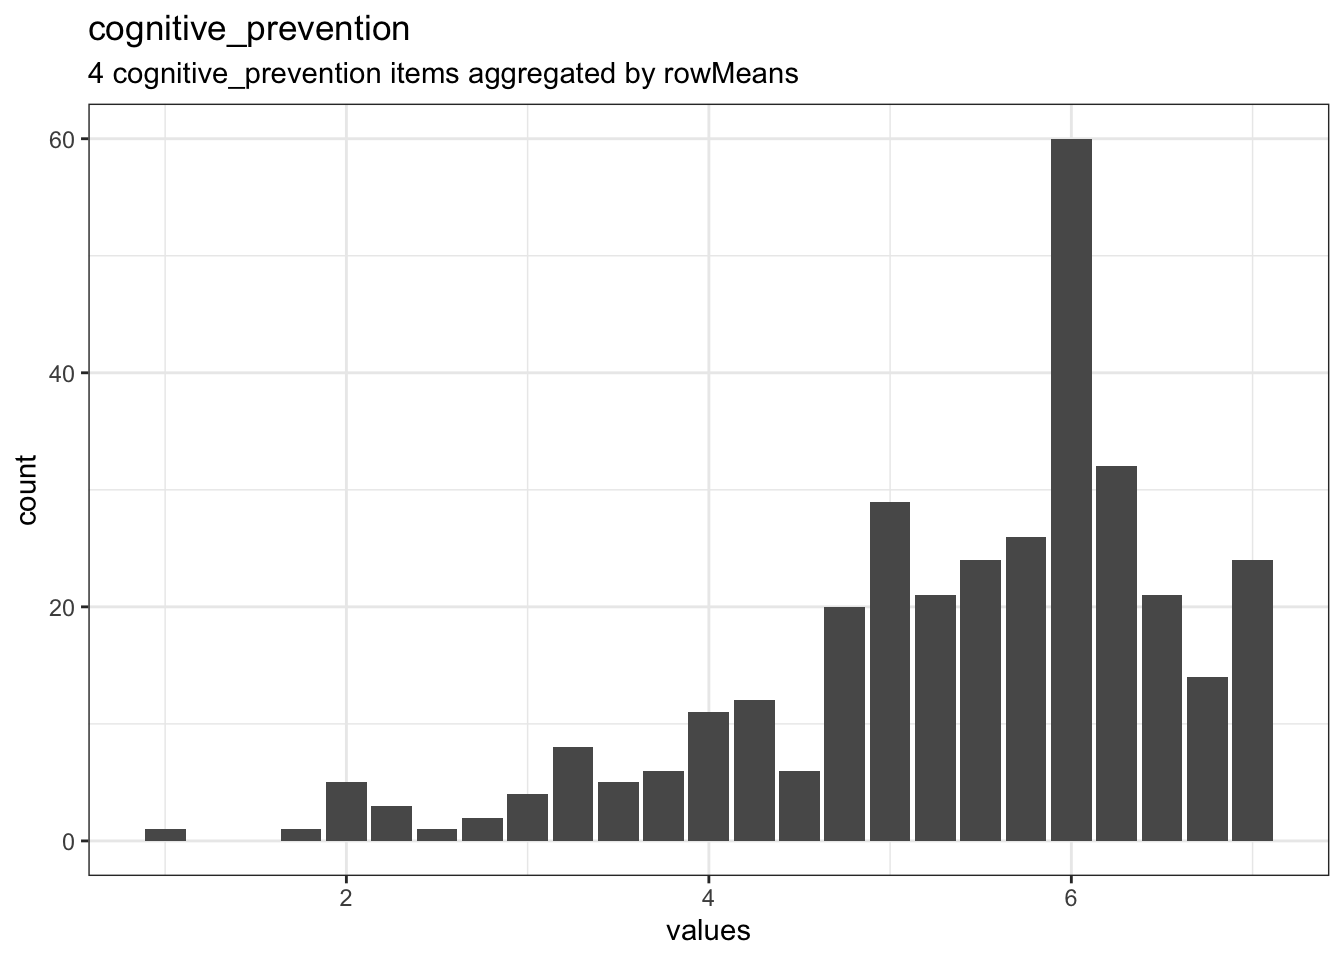 cognitive_prevention
4 cognitive_prevention items aggregated by rowMeans
60
40
20
0
count
2 4 6
values